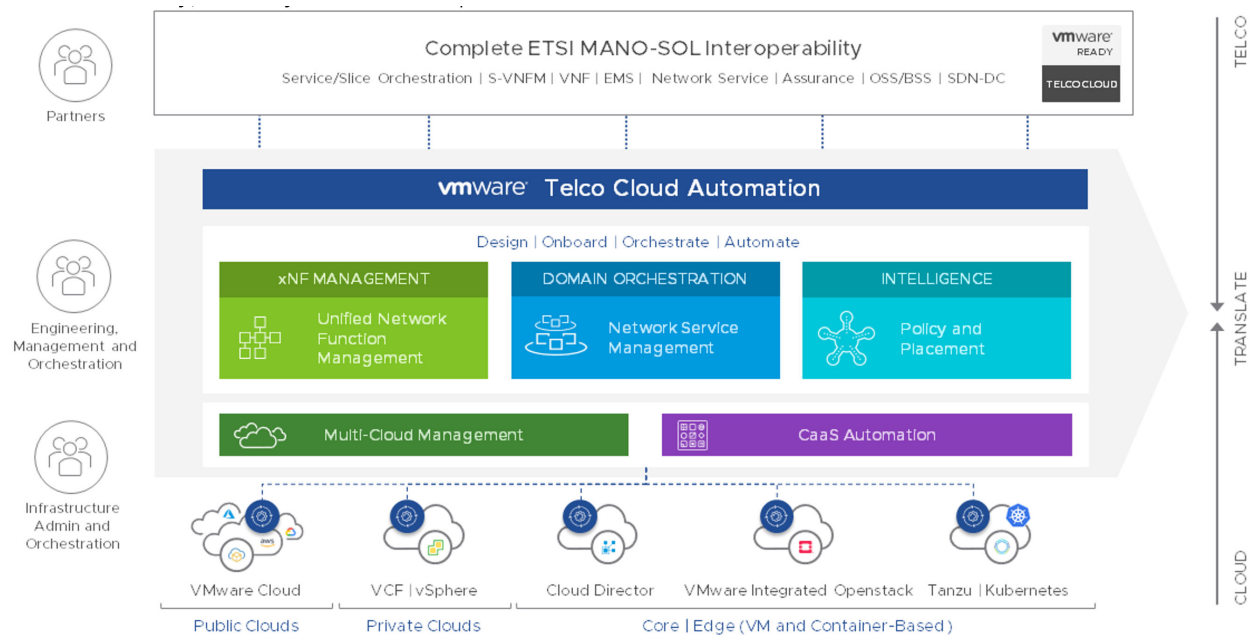 Complete ETSI MANO-SOL Interoperability
Service/Slice Orchestration | S-VNFM | VNF | EMS | Network Service | Assurance | OSS/BSS | SDN-DC
vmware
READY
TELCO CLOUD
TELCO
Partners
vmware Telco Cloud Automation
Design | Onboard | Orchestrate | Automate
xNF MANAGEMENT
Unified Network
Function
Management
DOMAIN ORCHESTRATION
Network Service
Management
INTELLIGENCE
Policy and
Placement
TRANSLATE
Engineering,
Management and
Orchestration
Multi-Cloud Management
CaaS Automation
Infrastructure
Admin and
Orchestration
aws
VMware Cloud
VCF | vSphere
Cloud Director
VMware Integrated Openstack
Tanzu | Kubernetes
CLOUD
Public Clouds
Private Clouds
Core | Edge (VM and Container-Based)